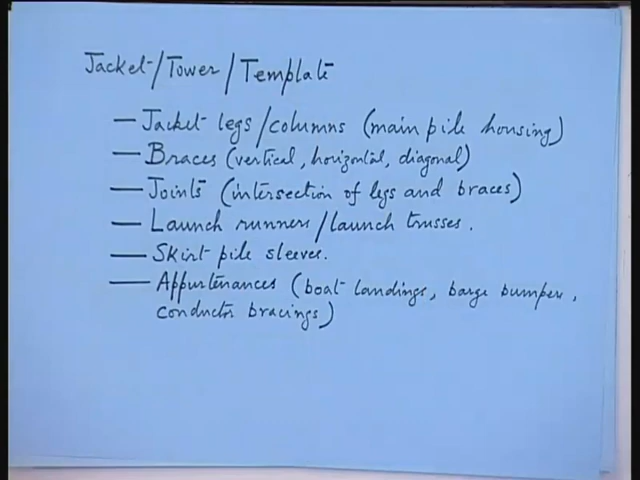 Jacket/Tower/Template
— Jacket legs/columns (main pile housing)
— Braces (vertical, horizontal, diagonal)
— Joints (intersection of legs and braces)
— Launch runners/launch trusses.
— Skirt pile sleeves.
— Appurtenances (boat landings, barge bumper,
conductor bracings)